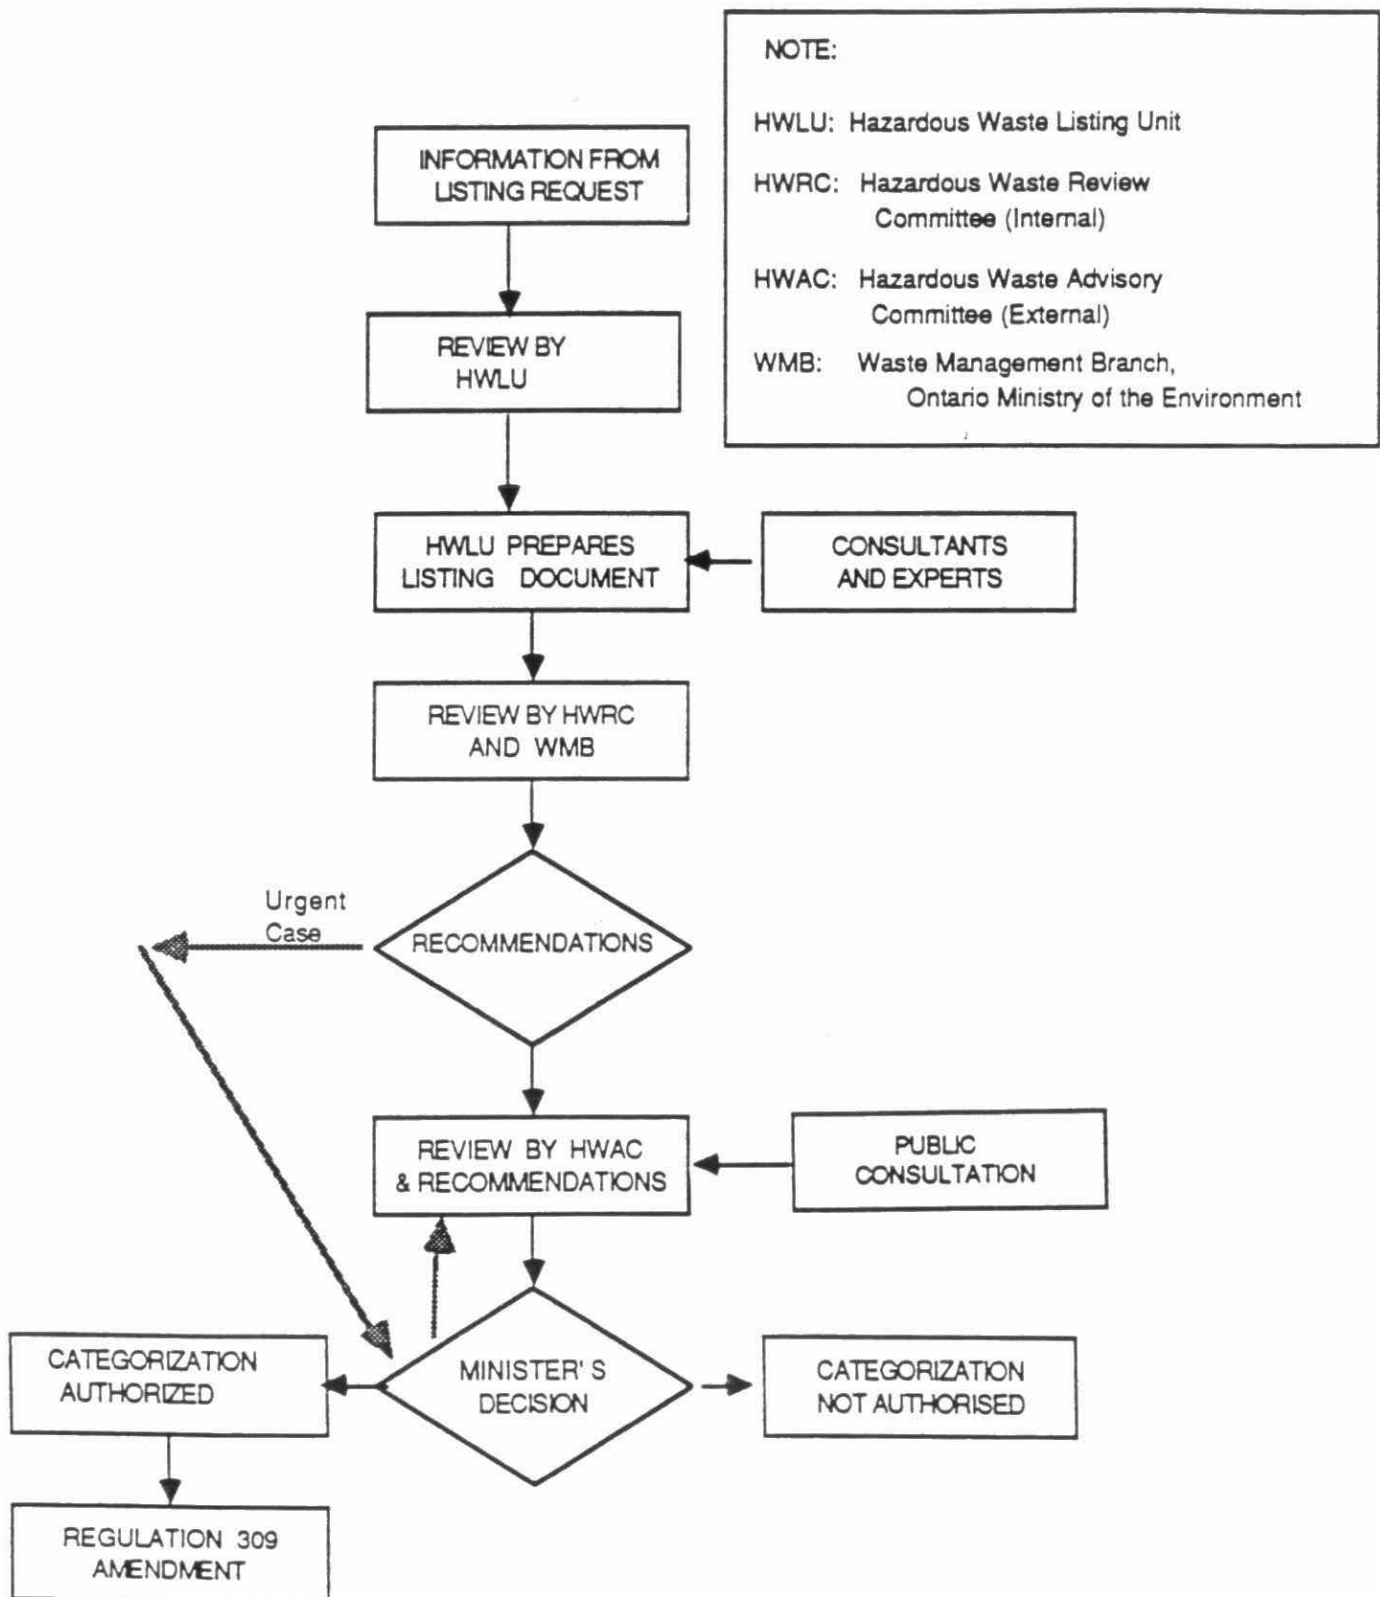 NOTE:
HWLU: Hazardous Waste Listing Unit
HWRC: Hazardous Waste Review
Committee (Internal)
HWAC: Hazardous Waste Advisory
Committee (External)
WMB: Waste Management Branch,
Ontario Ministry of the Environment
INFORMATION FROM
LISTING REQUEST
REVIEW BY
HWLU
HWLU PREPARES
LISTING DOCUMENT
CONSULTANTS
AND EXPERTS
REVIEW BY HWRC
AND WMB
Urgent
Case
RECOMMENDATIONS
REVIEW BY HWAC
& RECOMMENDATIONS
PUBLIC
CONSULTATION
CATEGORIZATION
AUTHORIZED
MINISTER'S
DECISION
CATEGORIZATION
NOT AUTHORISED
REGULATION 309
AMENDMENT